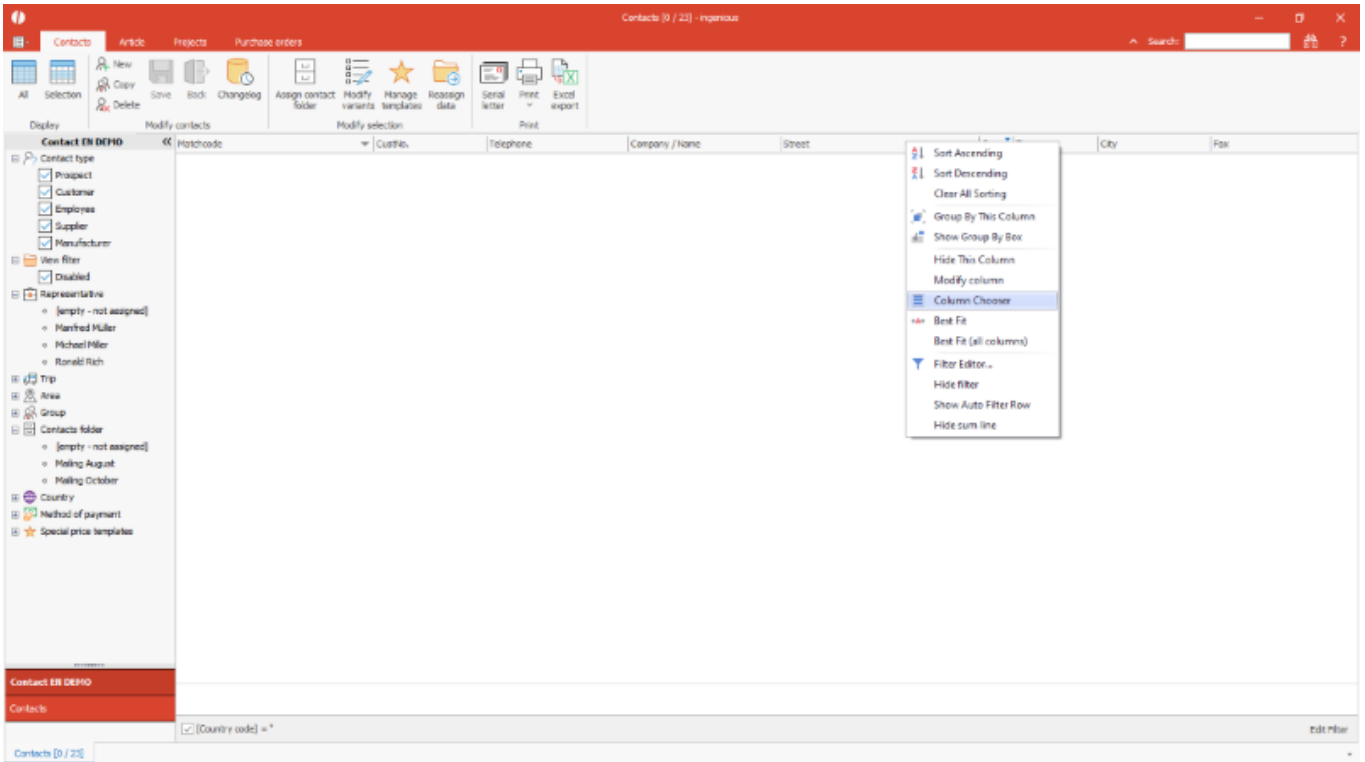 Contacts [0 / 23] - ingenious
Contacts Article Projects Purchase orders Search: ?
All Selection New Copy Delete Save Back Changelog Assign contact folder Modify variants Manage templates Reassign data Serial letter Print Excel export
Display Modify contacts Modify selection Print
Contact EN DEMO Matchcode CustNo. Telephone Company / Name Street City Fax
Contact type
Prospect
Customer
Employee
Supplier
Manufacturer
View filter
Disabled
Representative
[empty - not assigned]
Manfred Müller
Michael Miller
Ronald Rich
Trip
Area
Group
Contacts folder
[empty - not assigned]
Mailing August
Mailing October
Country
Method of payment
Special price templates
Sort Ascending
Sort Descending
Clear All Sorting
Group By This Column
Show Group By Box
Hide This Column
Modify column
Column Chooser
Best Fit
Best Fit (all columns)
Filter Editor...
Hide filter
Show Auto Filter Row
Hide sum line
Contact EN DEMO
Contacts
[Country code] = '' Edit Filter
Contacts [0 / 23]